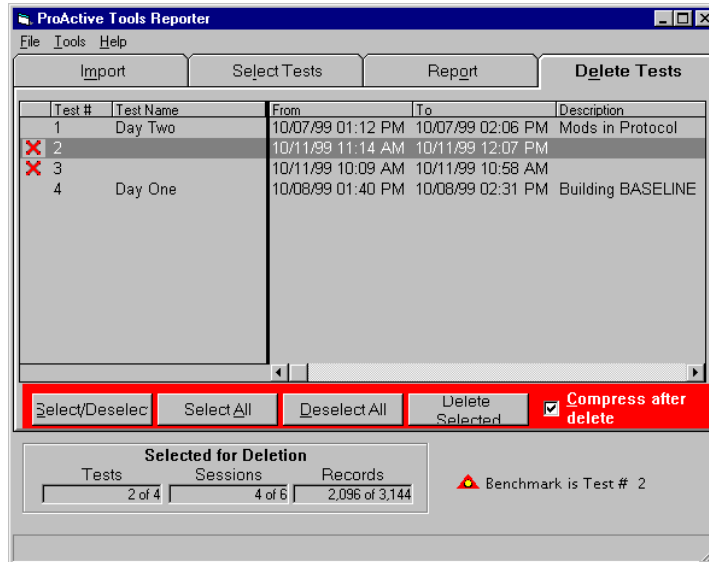 ProActive Tools Reporter
File Tools Help
Import Select Tests Report Delete Tests
Test # Test Name From To Description
1 Day Two 10/07/99 01:12 PM 10/07/99 02:06 PM Mods in Protocol
2 10/11/99 11:14 AM 10/11/99 12:07 PM
3 10/11/99 10:09 AM 10/11/99 10:58 AM
4 Day One 10/08/99 01:40 PM 10/08/99 02:31 PM Building BASELINE
Select/Deselec Select All Deselect All Delete Selected Compress after delete
Selected for Deletion
Tests Sessions Records
2 of 4 4 of 6 2,096 of 3,144
Benchmark is Test # 2